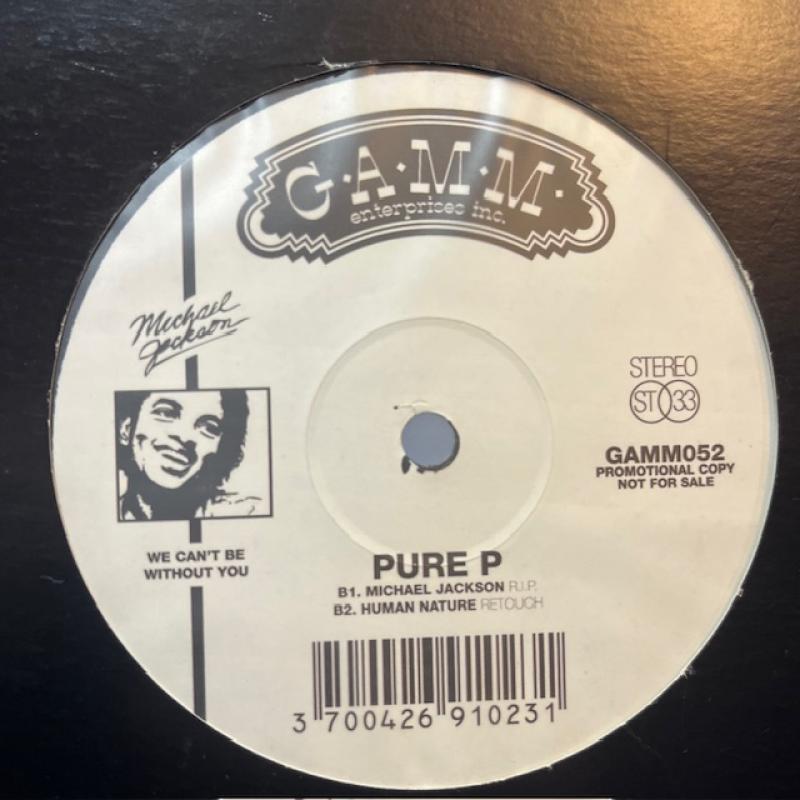 G·A·M·M·
enterprises inc.
Michael
Jackson
STEREO
ST 33
GAMM052
PROMOTIONAL COPY
NOT FOR SALE
WE CAN'T BE
WITHOUT YOU
PURE P
B1. MICHAEL JACKSON R.I.P.
B2. HUMAN NATURE RETOUCH
3 700426 910231